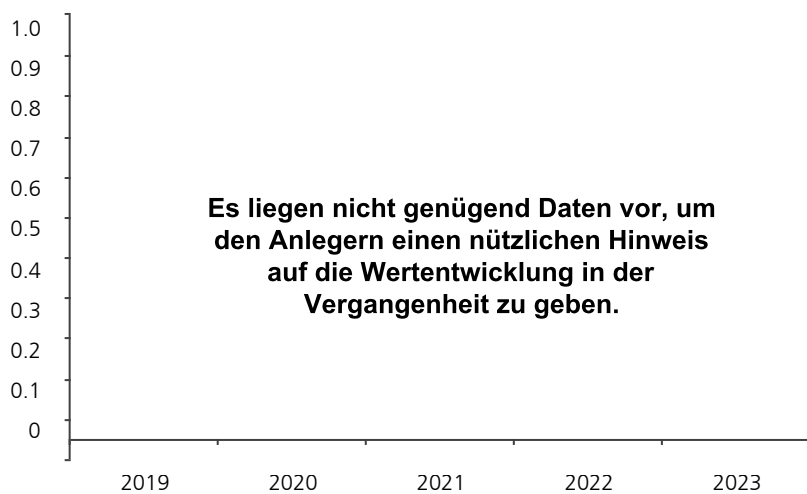 1.0
0.9
0.8
0.7
0.6
0.5
0.4
0.3
0.2
0.1
0
Es liegen nicht genügend Daten vor, um
den Anlegern einen nützlichen Hinweis
auf die Wertentwicklung in der
Vergangenheit zu geben.
2019 2020 2021 2022 2023